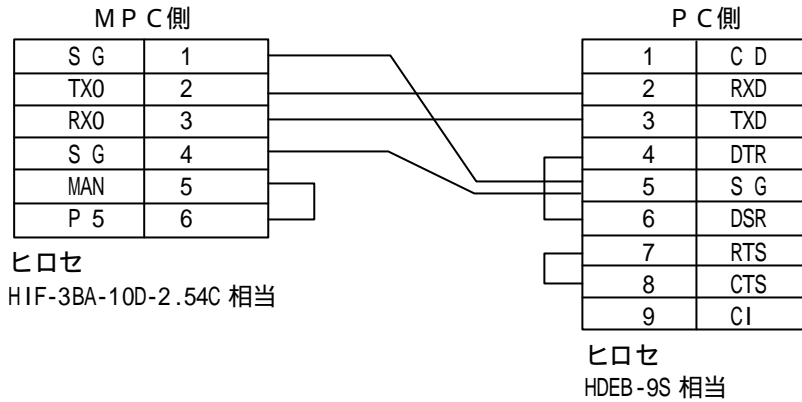 ＭＰＣ側
ＳＧ 1
TXO 2
RXO 3
ＳＧ 4
MAN 5
Ｐ5 6
ヒロセ
HIF-3BA-10D-2.54C 相当
ＰＣ側
1 ＣＤ
2 RXD
3 TXD
4 DTR
5 ＳＧ
6 DSR
7 RTS
8 CTS
9 CI
ヒロセ
HDEB-9S 相当